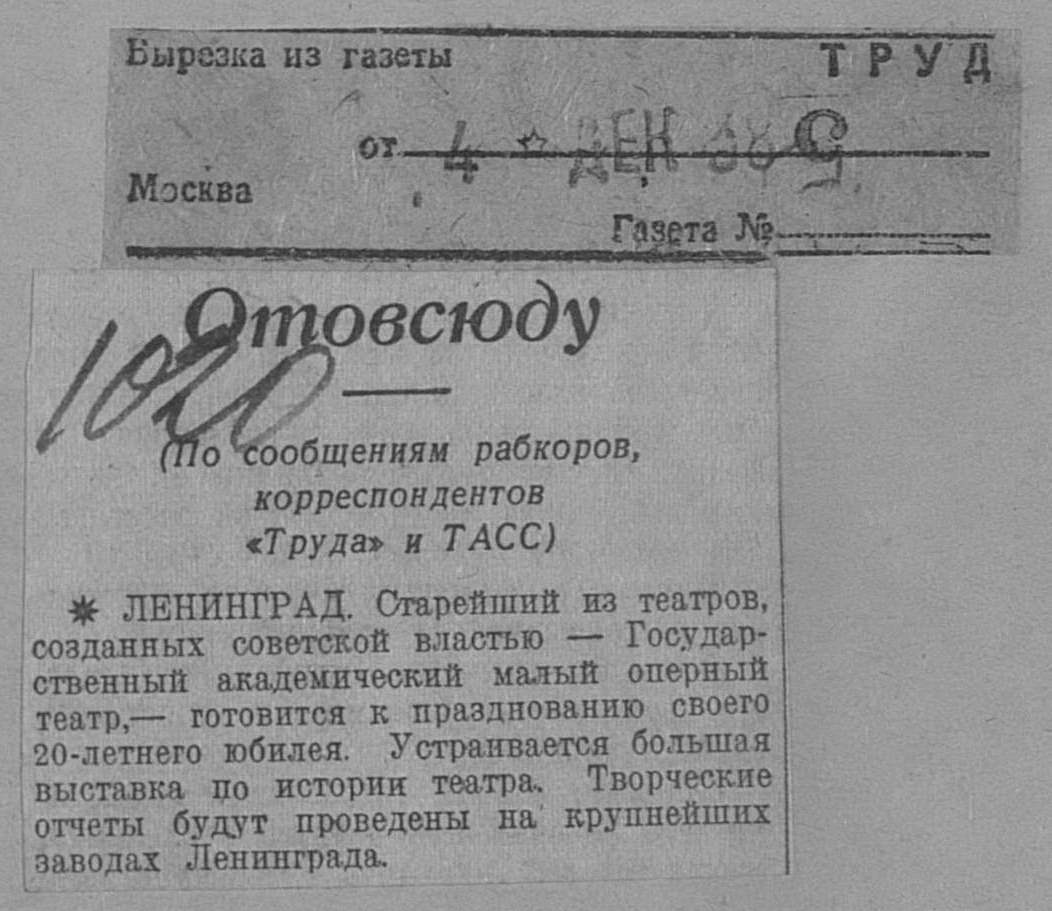 Вырезка из газеты
ТРУД
от 4 ДЕН 38
Москва
Газета №
Отовсюду
1020
(По сообщениям рабкоров,
корреспондентов
«Труда» и ТАСС)
✷ ЛЕНИНГРАД. Старейший из театров,
созданных советской властью — Государ-
ственный академический малый оперный
театр,— готовится к празднованию своего
20-летнего юбилея. Устраивается большая
выставка по истории театра. Творческие
отчеты будут проведены на крупнейших
заводах Ленинграда.